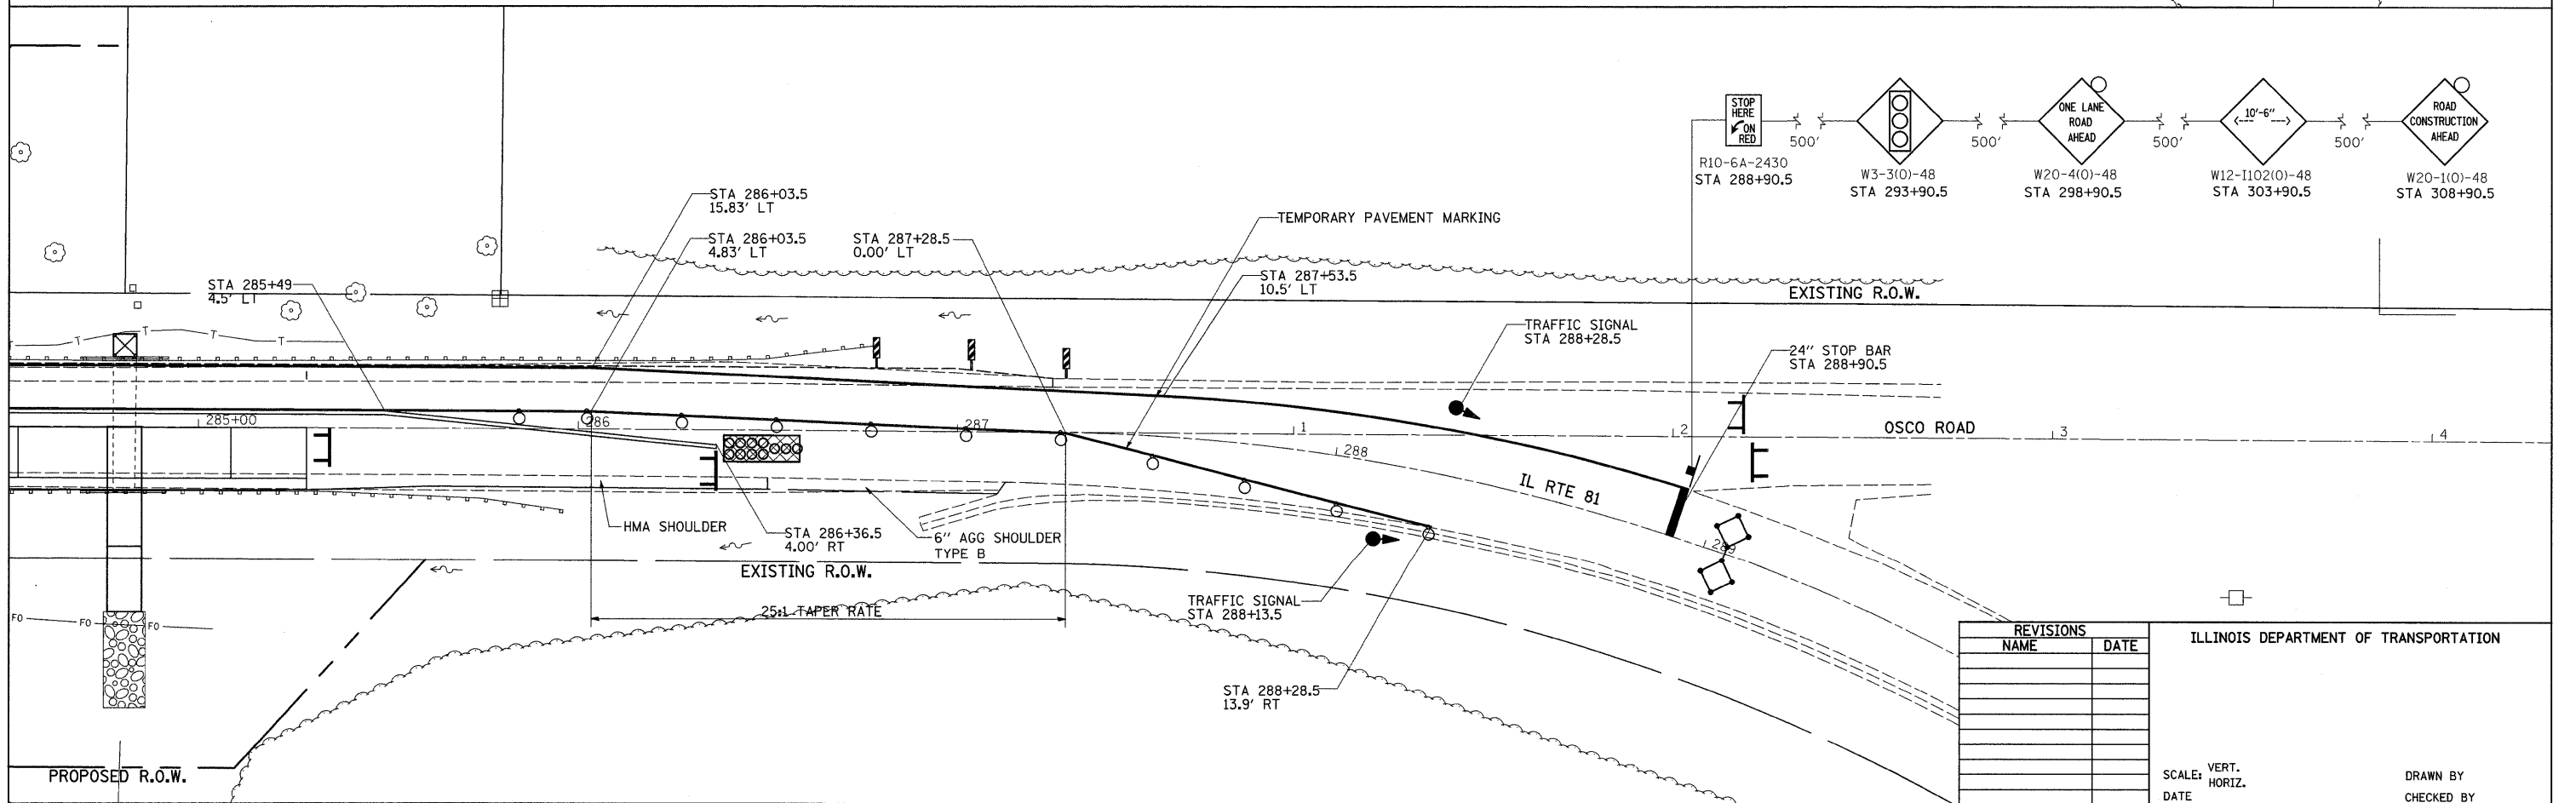 STOP
HERE
ON
RED
ONE LANE
ROAD
AHEAD
10'-6"
ROAD
CONSTRUCTION
AHEAD
500'
500'
500'
500'
R10-6A-2430
STA 288+90.5
W3-3(O)-48
STA 293+90.5
W20-4(O)-48
STA 298+90.5
W12-I102(O)-48
STA 303+90.5
W20-1(O)-48
STA 308+90.5
STA 286+03.5
15.83' LT
STA 286+03.5
4.83' LT
STA 287+28.5
0.00' LT
TEMPORARY PAVEMENT MARKING
STA 287+53.5
10.5' LT
STA 285+49
4.5' LT
EXISTING R.O.W.
TRAFFIC SIGNAL
STA 288+28.5
24" STOP BAR
STA 288+90.5
T
T
T
285+00
286
287
1
288
2
OSCO ROAD
3
4
IL RTE 81
289
HMA SHOULDER
STA 286+36.5
4.00' RT
6" AGG SHOULDER
TYPE B
EXISTING R.O.W.
25:1 TAPER RATE
TRAFFIC SIGNAL
STA 288+13.5
STA 288+28.5
13.9' RT
FO
FO
FO
PROPOSED R.O.W.
REVISIONS
NAME
DATE
ILLINOIS DEPARTMENT OF TRANSPORTATION
SCALE: VERT.
HORIZ.
DATE
DRAWN BY
CHECKED BY